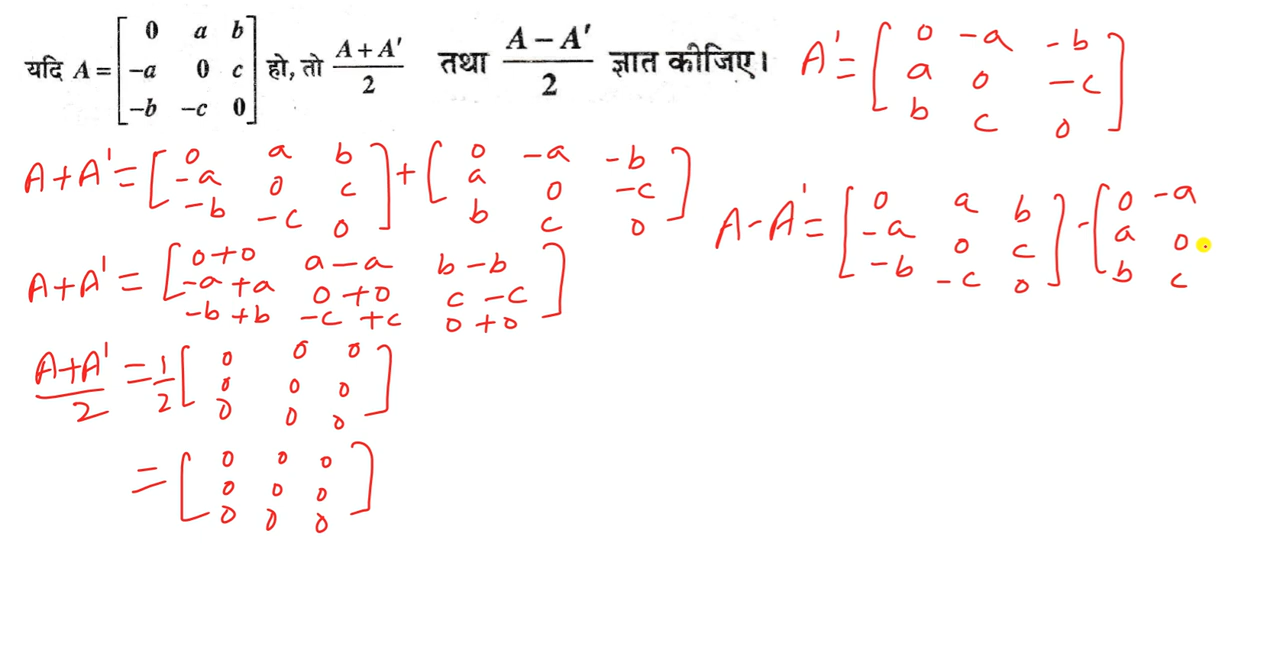 यदि A = [ 0 a b
-a 0 c
-b -c 0 ] हो, तो (A + A′)/2 तथा (A − A′)/2 ज्ञात कीजिए।
A' = [ 0 -a -b
a 0 -c
b c 0 ]
A+A' = [ 0 a b
-a 0 c
-b -c 0 ] + [ 0 -a -b
a 0 -c
b c 0 ]
A+A' = [ 0+0 a-a b-b
-a+a 0+0 c-c
-b+b -c+c 0+0 ]
(A+A')/2 = 1/2 [ 0 0 0
0 0 0
0 0 0 ]
= [ 0 0 0
0 0 0
0 0 0 ]
A-A' = [ 0 a b
-a 0 c
-b -c 0 ] - [ 0 -a
a 0
b c